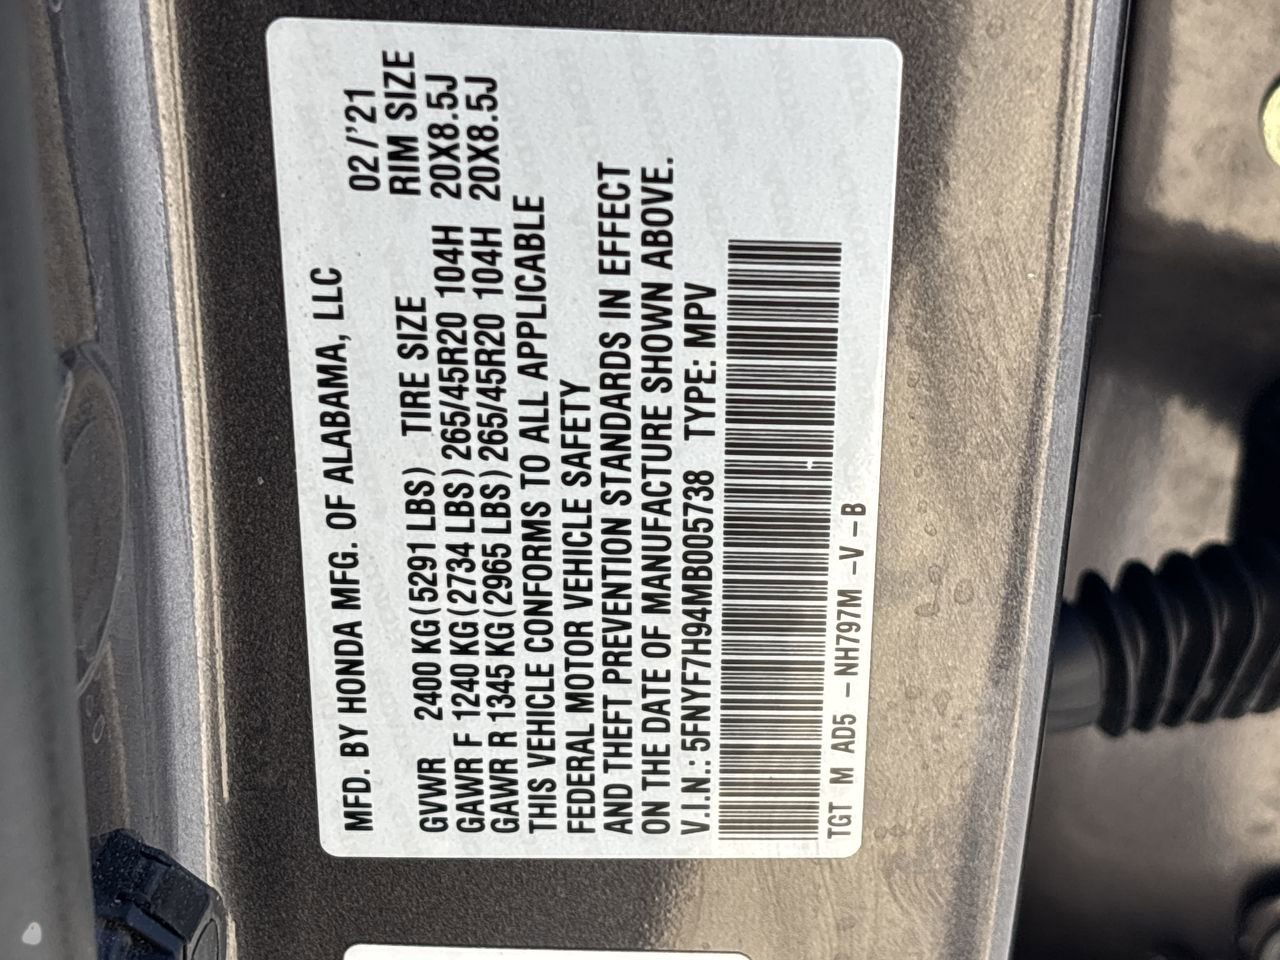 MFD. BY HONDA MFG. OF ALABAMA, LLC
02/'21
GVWR 2400 KG(5291 LBS) TIRE SIZE RIM SIZE
GAWR F 1240 KG(2734 LBS) 265/45R20 104H 20X8.5J
GAWR R 1345 KG(2965 LBS) 265/45R20 104H 20X8.5J
THIS VEHICLE CONFORMS TO ALL APPLICABLE
FEDERAL MOTOR VEHICLE SAFETY
AND THEFT PREVENTION STANDARDS IN EFFECT
ON THE DATE OF MANUFACTURE SHOWN ABOVE.
V.I.N.: 5FNYF7H94MB005738 TYPE: MPV
TGT M AD5 -NH797M -V -B